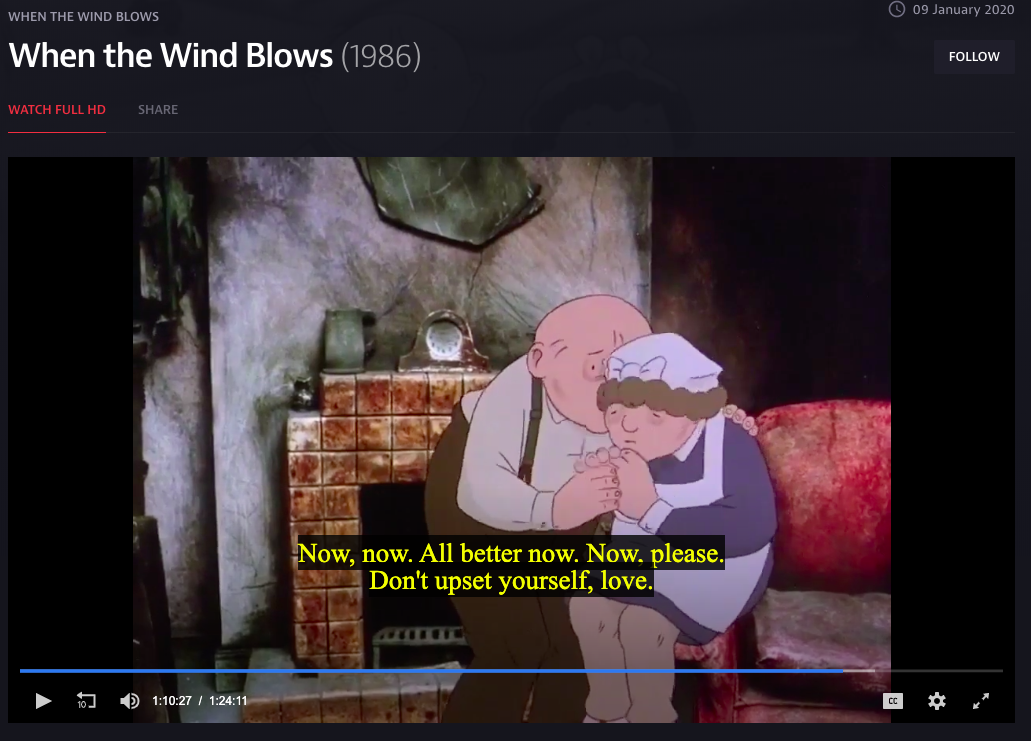 WHEN THE WIND BLOWS
09 January 2020
When the Wind Blows (1986)
FOLLOW
WATCH FULL HD
SHARE
Now, now. All better now. Now. please.
Don't upset yourself, love.
10
1:10:27 / 1:24:11
CC